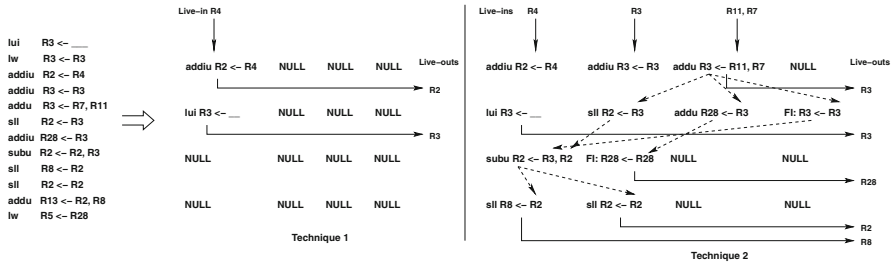 lui R3 <- ___
lw R3 <- R3
addiu R2 <- R4
addiu R3 <- R3
addu R3 <- R7, R11
sll R2 <- R3
addiu R28 <- R3
subu R2 <- R2, R3
sll R8 <- R2
sll R2 <- R2
addu R13 <- R2, R8
lw R5 <- R28
Live-in R4
addiu R2 <- R4 NULL NULL NULL
Live-outs
R2
lui R3 <- __ NULL NULL NULL
R3
NULL NULL NULL NULL
NULL NULL NULL NULL
Technique 1
Live-ins R4 R3 R11, R7
addiu R2 <- R4 addiu R3 <- R3 addu R3 <- R11, R7 NULL
Live-outs
R3
lui R3 <- __ sll R2 <- R3 addu R28 <- R3 FI: R3 <- R3
R3
subu R2 <- R3, R2 FI: R28 <- R28 NULL NULL
R28
sll R8 <- R2 sll R2 <- R2 NULL NULL
R2
R8
Technique 2